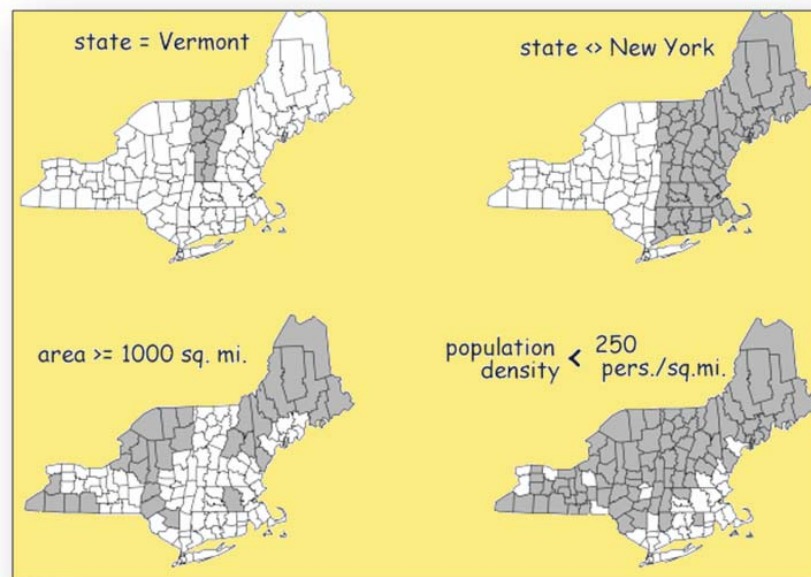 state = Vermont
state <> New York
area >= 1000 sq. mi.
population density < 250 pers./sq.mi.